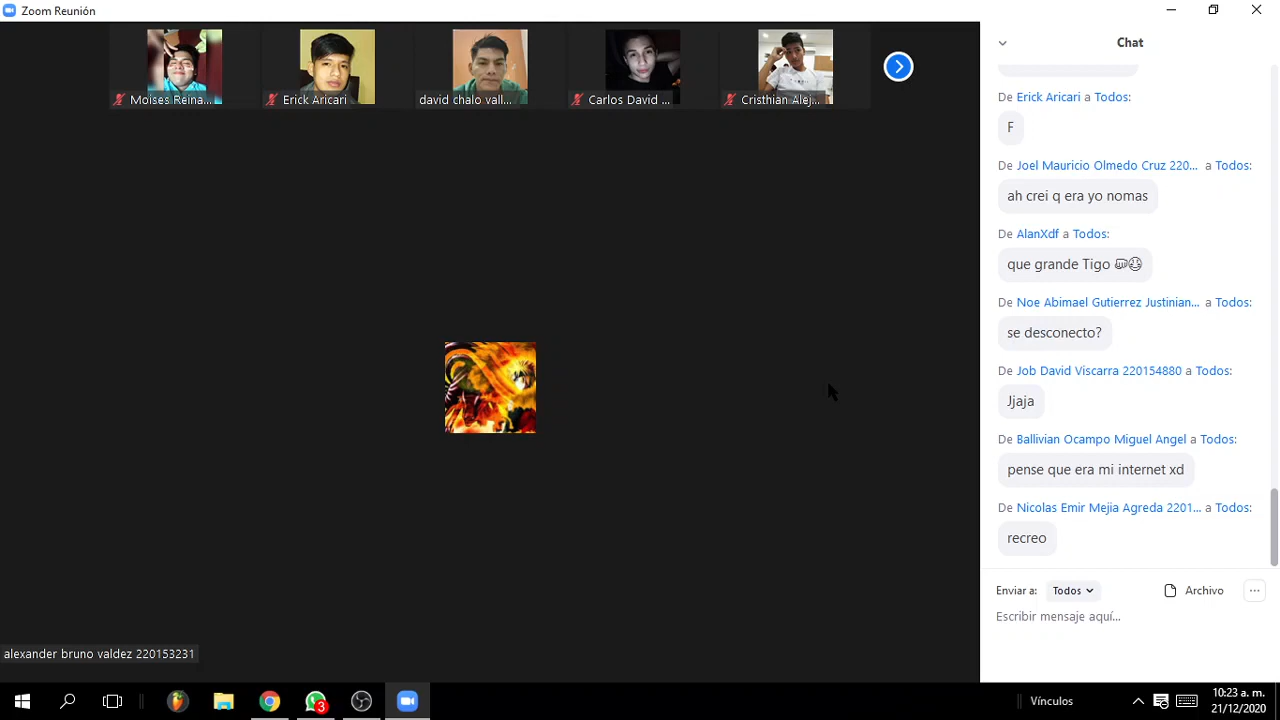 Zoom Reunión
Moises Reina...
Erick Aricari
david chalo vall...
Carlos David ...
Cristhian Alej...
alexander bruno valdez 220153231
Chat
De Erick Aricari a Todos:
F
De Joel Mauricio Olmedo Cruz 220... a Todos:
ah crei q era yo nomas
De AlanXdf a Todos:
que grande Tigo
De Noe Abimael Gutierrez Justinian... a Todos:
se desconecto?
De Job David Viscarra 220154880 a Todos:
Jjaja
De Ballivian Ocampo Miguel Angel a Todos:
pense que era mi internet xd
De Nicolas Emir Mejia Agreda 2201... a Todos:
recreo
Enviar a: Todos Archivo
Escribir mensaje aquí...
3
Vínculos
10:23 a. m.
21/12/2020